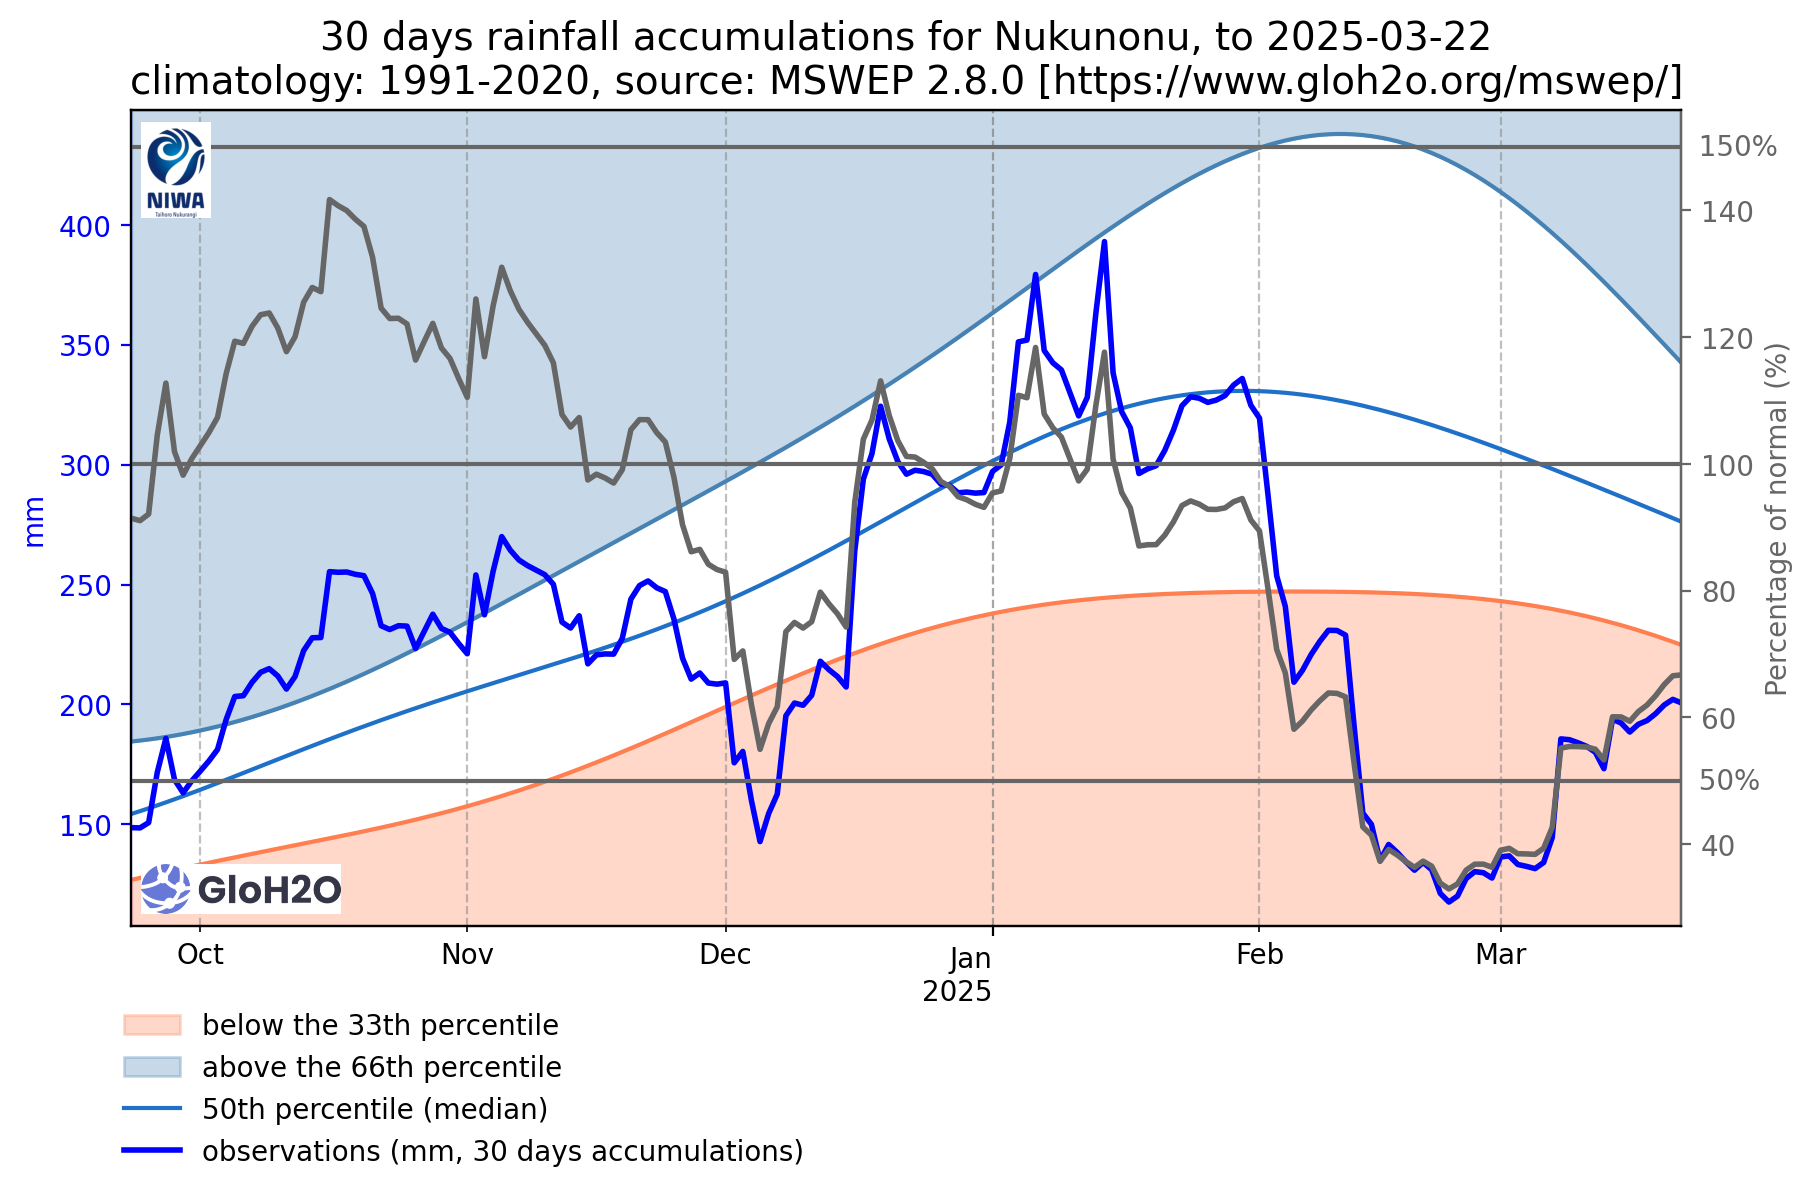 30 days rainfall accumulations for Nukunonu, to 2025-03-22
climatology: 1991-2020, source: MSWEP 2.8.0 [https://www.gloh2o.org/mswep/]
NIWA
Taihoro Nukurangi
400
350
300
250
200
150
mm
150%
140
120
100
80
60
50%
40
Percentage of normal (%)
GloH2O
Oct
Nov
Dec
Jan
2025
Feb
Mar
below the 33th percentile
above the 66th percentile
50th percentile (median)
observations (mm, 30 days accumulations)